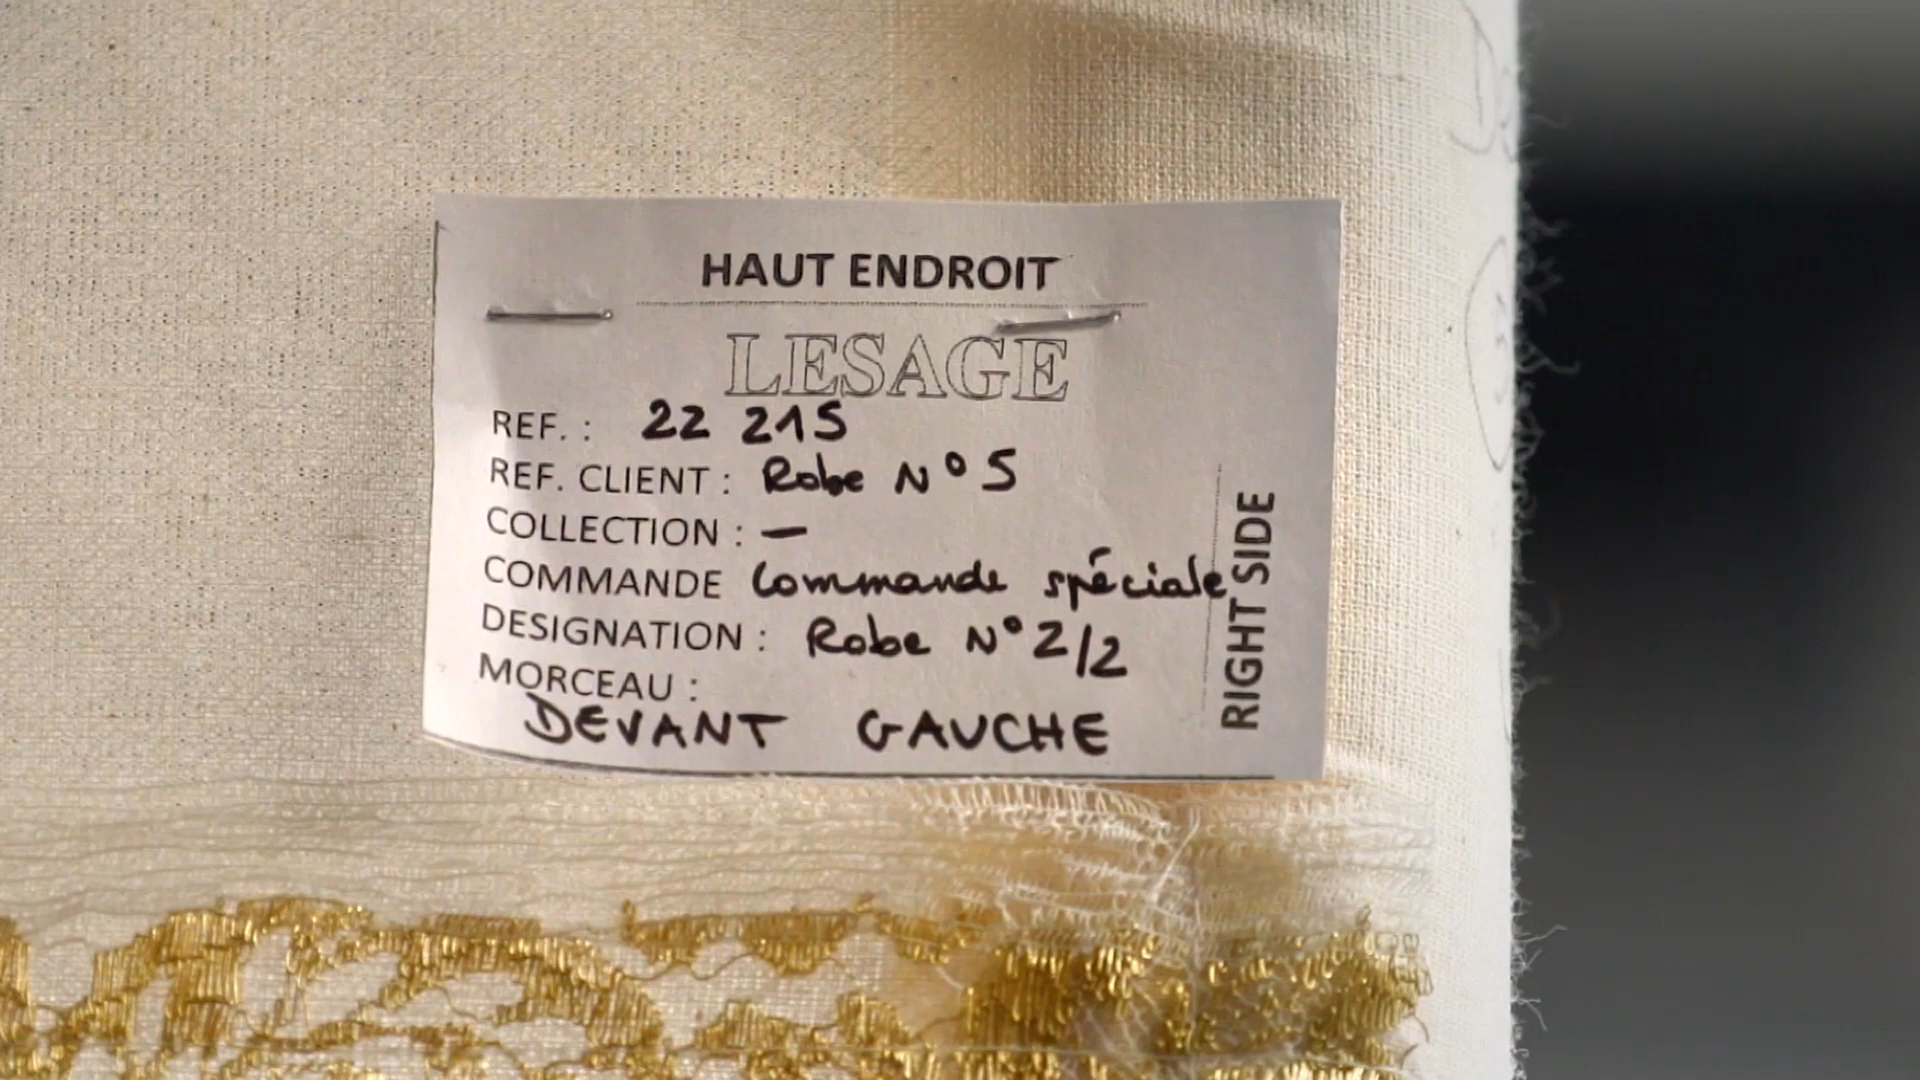 HAUT ENDROIT
LESAGE
REF. : 22 215
REF. CLIENT : Robe N° 5
COLLECTION : —
COMMANDE Commande spéciale
DESIGNATION : Robe N° 2/2
MORCEAU :
DEVANT GAUCHE
RIGHT SIDE